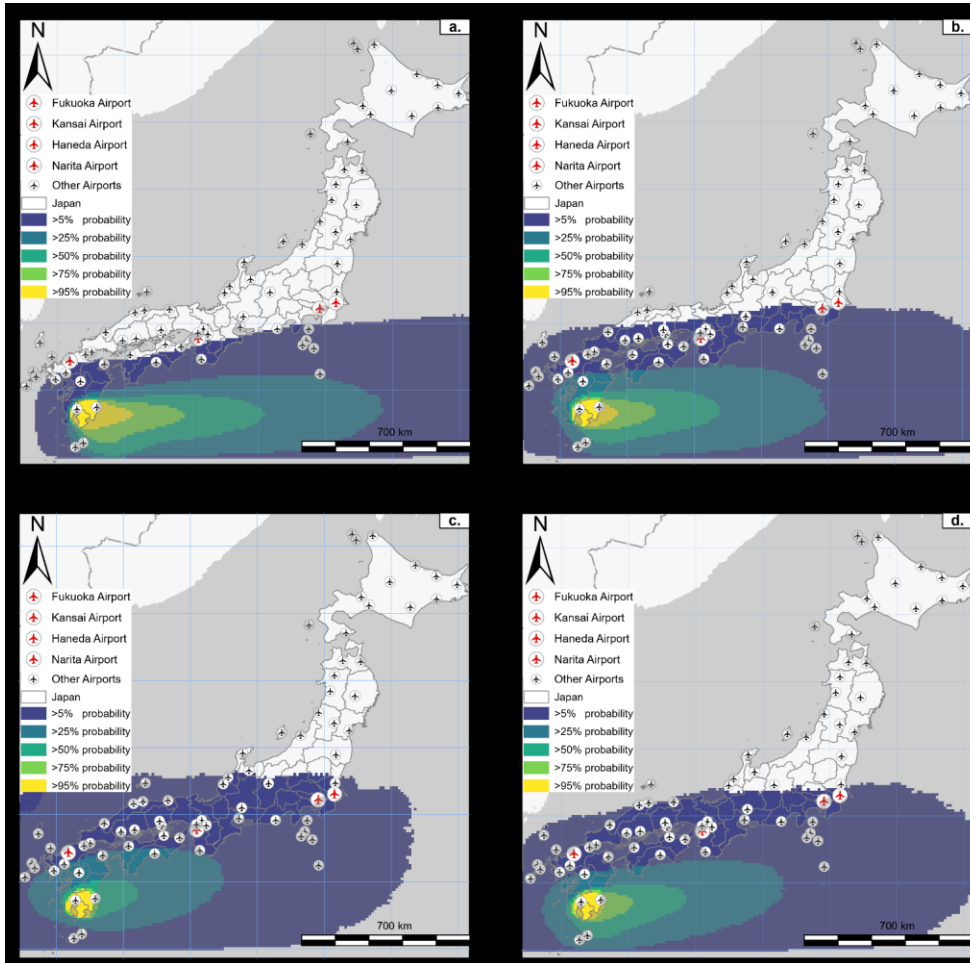 N
a.
Fukuoka Airport
Kansai Airport
Haneda Airport
Narita Airport
Other Airports
Japan
>5% probability
>25% probability
>50% probability
>75% probability
>95% probability
700 km
N
b.
Fukuoka Airport
Kansai Airport
Haneda Airport
Narita Airport
Other Airports
Japan
>5% probability
>25% probability
>50% probability
>75% probability
>95% probability
700 km
N
c.
Fukuoka Airport
Kansai Airport
Haneda Airport
Narita Airport
Other Airports
Japan
>5% probability
>25% probability
>50% probability
>75% probability
>95% probability
700 km
N
d.
Fukuoka Airport
Kansai Airport
Haneda Airport
Narita Airport
Other Airports
Japan
>5% probability
>25% probability
>50% probability
>75% probability
>95% probability
700 km